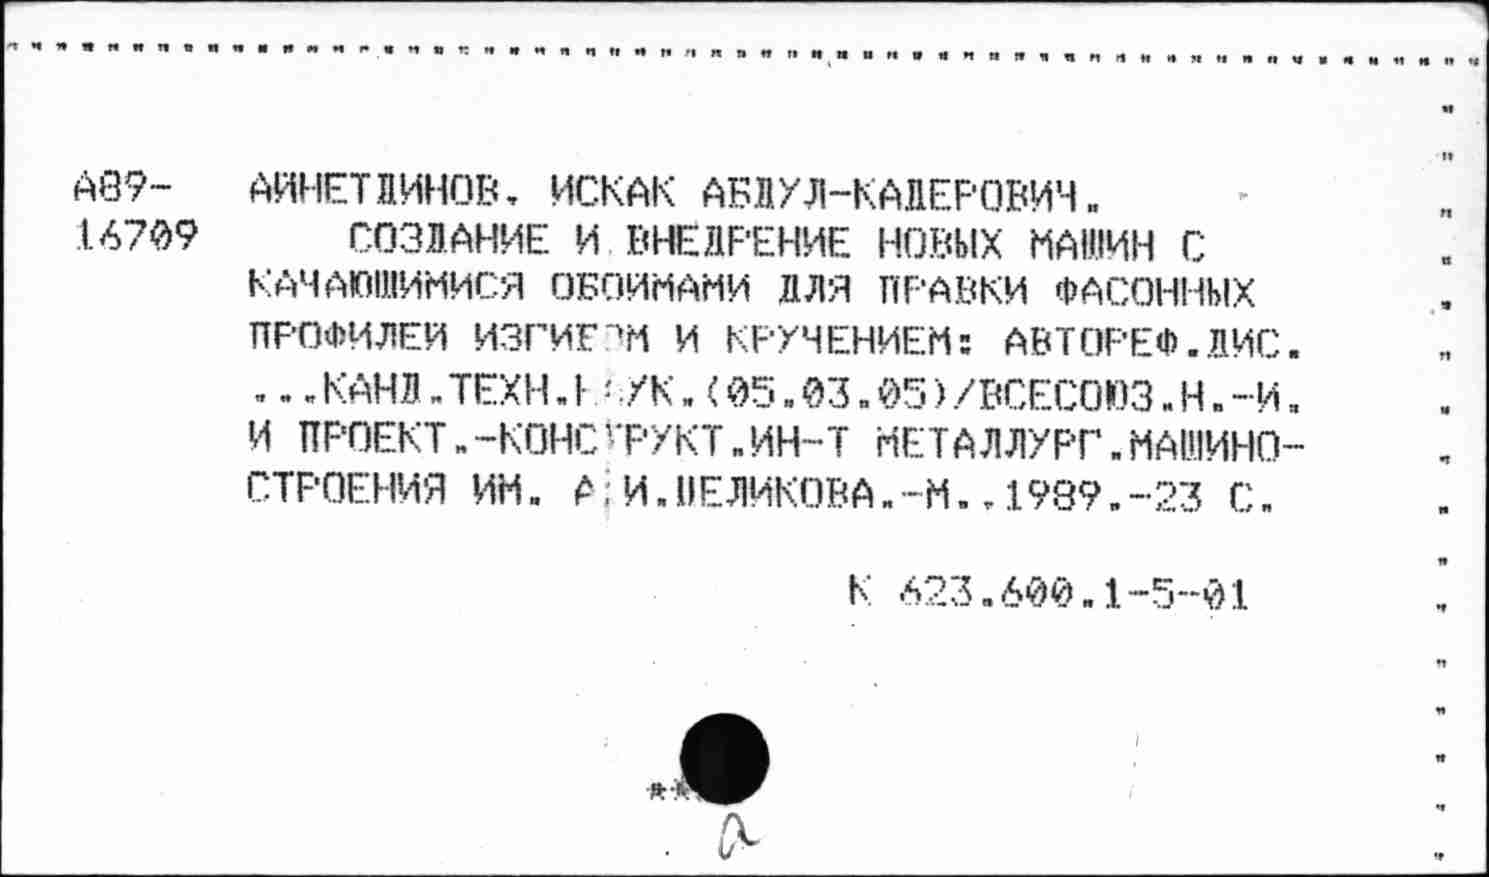 А89-
16709
АЙНЕТДИНОВ, ИСКАК АБДУЛ-КАДЕРОВИЧ.
СОЗДАНИЕ И ВНЕДРЕНИЕ НОВЫХ МАШИН С
КАЧАЮЩИМИСЯ ОБОЙМАМИ ДЛЯ ПРАВКИ ФАСОННЫХ
ПРОФИЛЕЙ ИЗГИБОМ И КРУЧЕНИЕМ: АВТОРЕФ.ДИС.
...КАНД.ТЕХН.НАУК.(05.03.05)/ВСЕСОЮЗ.Н.-И.
И ПРОЕКТ.-КОНСТРУКТ.ИН-Т МЕТАЛЛУРГ.МАШИНО-
СТРОЕНИЯ ИМ. А.И.ЦЕЛИКОВА.-М.,1989.-23 С.
К 623.600.1-5-01
**
а